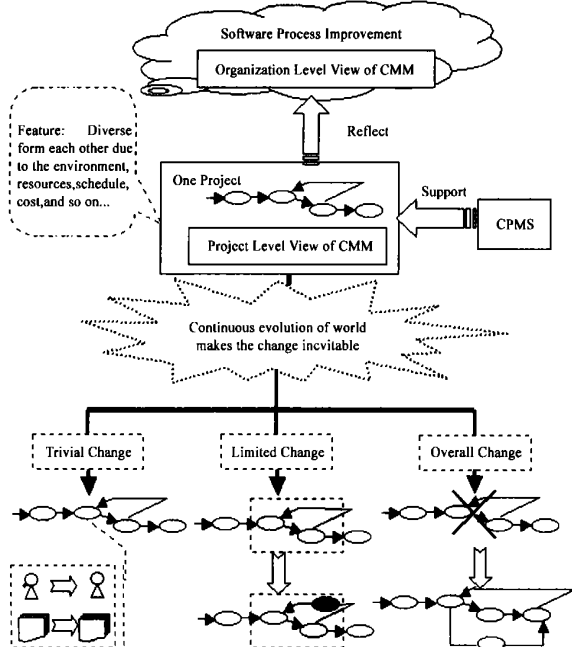 Software Process Improvement
Organization Level View of CMM
Reflect
Feature: Diverse
form each other due
to the environment,
resources,schedule,
cost,and so on...
One Project
Project Level View of CMM
Support
CPMS
Continuous evolution of world
makes the change inevitable
Trivial Change
Limited Change
Overall Change